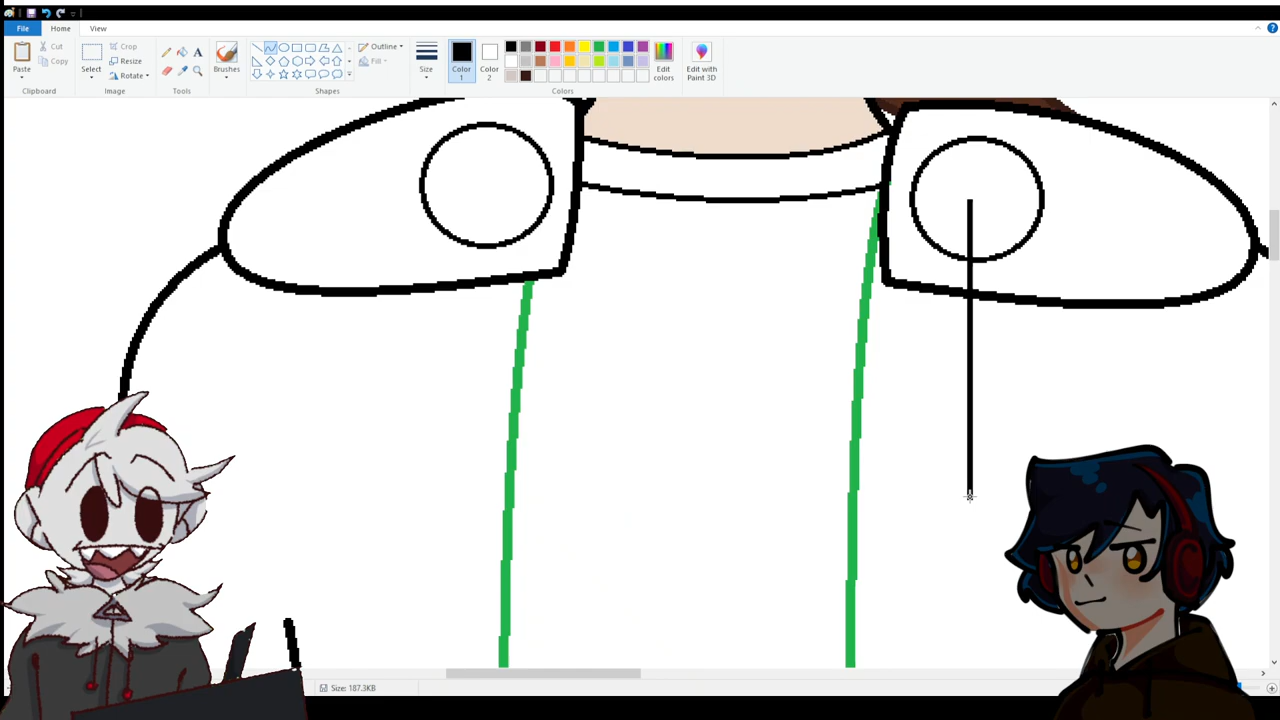 File Home View
Paste
Cut
Copy
Clipboard
Select
Crop
Resize
Rotate
Image
A
Tools
Brushes
Outline
Fill
Shapes
Size
Color
1
Color
2
Edit
colors
Colors
Edit with
Paint 3D
Size: 187.3KB